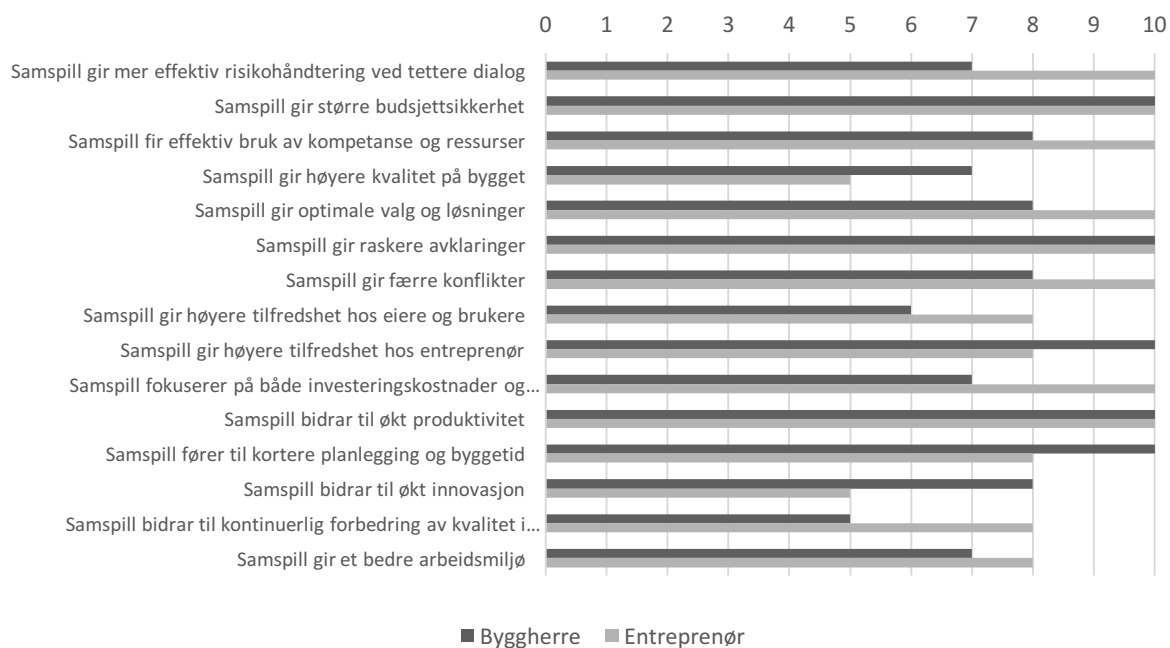 0 1 2 3 4 5 6 7 8 9 10
Samspill gir mer effektiv risikohåndtering ved tettere dialog
Samspill gir større budsjettsikkerhet
Samspill fir effektiv bruk av kompetanse og ressurser
Samspill gir høyere kvalitet på bygget
Samspill gir optimale valg og løsninger
Samspill gir raskere avklaringer
Samspill gir færre konflikter
Samspill gir høyere tilfredshet hos eiere og brukere
Samspill gir høyere tilfredshet hos entreprenør
Samspill fokuserer på både investeringskostnader og...
Samspill bidrar til økt produktivitet
Samspill fører til kortere planlegging og byggetid
Samspill bidrar til økt innovasjon
Samspill bidrar til kontinuerlig forbedring av kvalitet i...
Samspill gir et bedre arbeidsmiljø
Byggherre Entreprenør